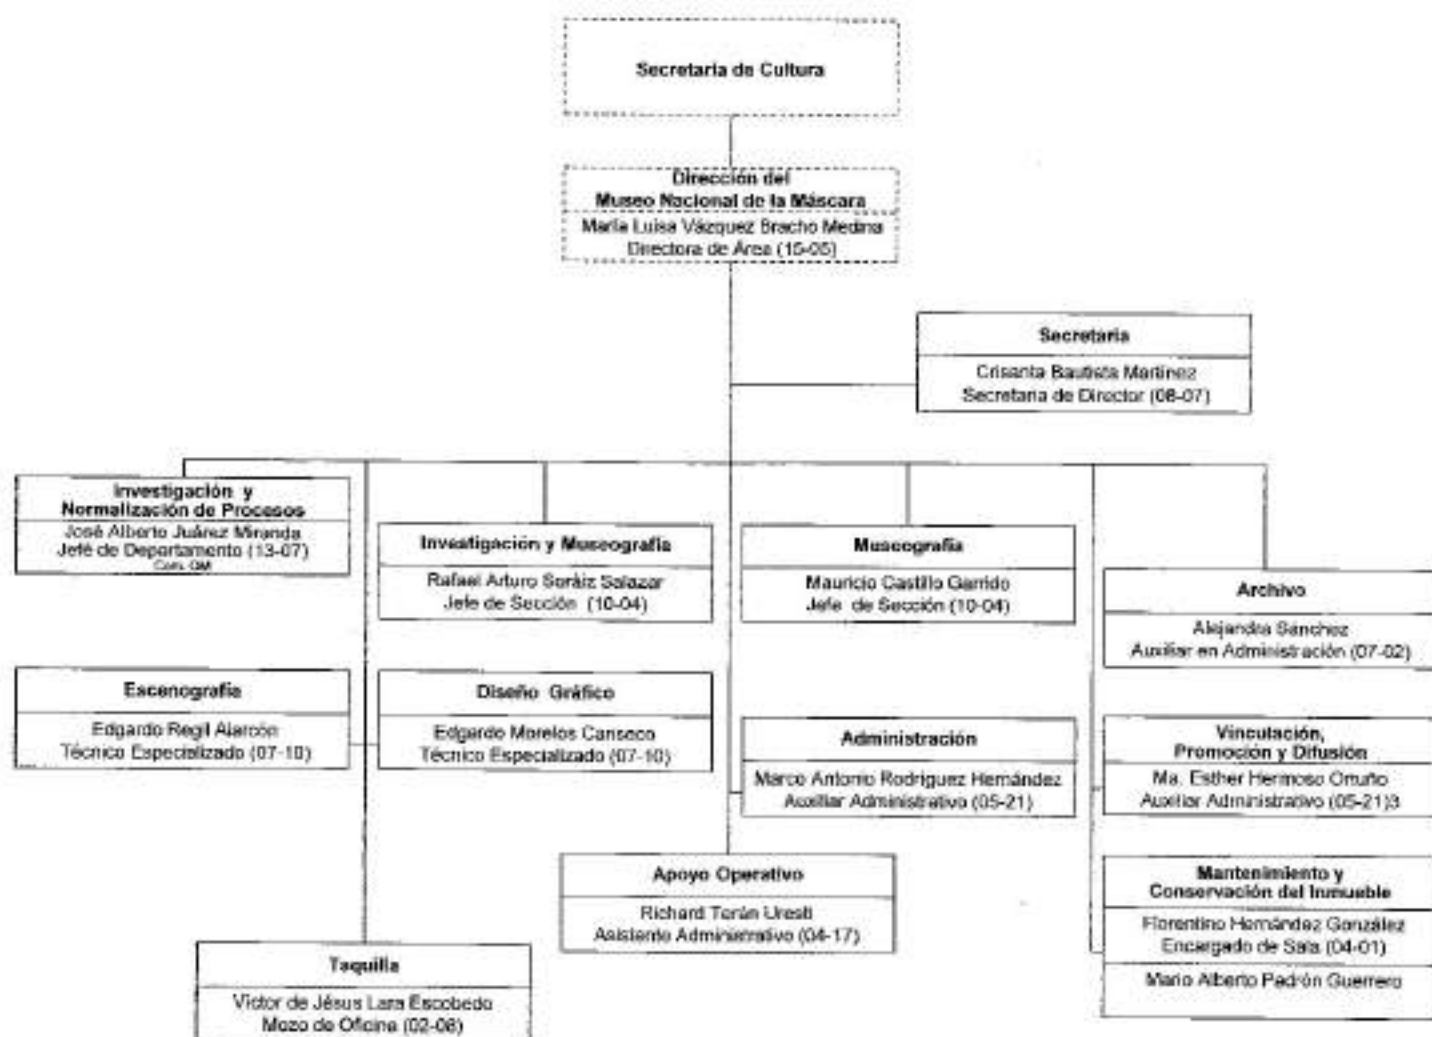 Secretaria de Cultura
Dirección del
Museo Nacional de la Máscara
María Luisa Vázquez Bracho Medina
Directora de Área (15-05)
Secretaria
Crisanta Bautista Martínez
Secretaria de Director (08-07)
Investigación y
Normalización de Procesos
José Alberto Juárez Miranda
Jefe de Departamento (13-07)
Com. OM
Investigación y Museografía
Rafael Arturo Soráiz Salazar
Jefe de Sección (10-04)
Museografía
Mauricio Castillo Garrido
Jefe de Sección (10-04)
Archivo
Alejandra Sánchez
Auxiliar en Administración (07-02)
Escenografía
Edgardo Regil Alarcón
Técnico Especializado (07-10)
Diseño Gráfico
Edgardo Morelos Canseco
Técnico Especializado (07-10)
Administración
Marco Antonio Rodríguez Hernández
Auxiliar Administrativo (05-21)
Vinculación,
Promoción y Difusión
Ma. Esther Hermoso Ortuño
Auxiliar Administrativo (05-21)3
Apoyo Operativo
Richard Terán Uresti
Asistente Administrativo (04-17)
Mantenimiento y
Conservación del Inmueble
Florentino Hernández González
Encargado de Sala (04-01)
Mario Alberto Padrón Guerrero
Taquilla
Víctor de Jésus Lara Escobedo
Mozo de Oficina (02-08)